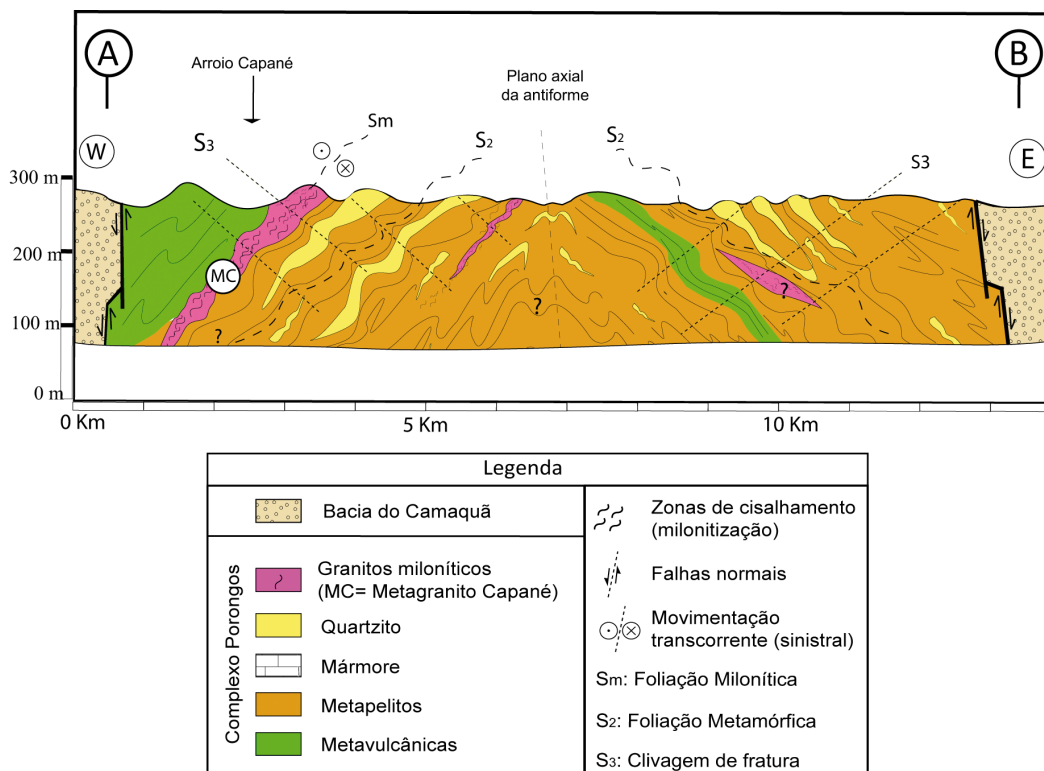 A
B
Arroio Capané
Plano axial
da antiforme
Sm
S3
S2
S2
S3
W
E
300 m
200 m
100 m
0 m
MC
?
?
?
0 Km
5 Km
10 Km
Legenda
Bacia do Camaquã
Complexo Porongos
Granitos miloníticos
(MC= Metagranito Capané)
Quartzito
Mármore
Metapelitos
Metavulcânicas
Zonas de cisalhamento
(milonitização)
Falhas normais
Movimentação
transcorrente (sinistral)
Sm: Foliação Milonítica
S2: Foliação Metamórfica
S3: Clivagem de fratura